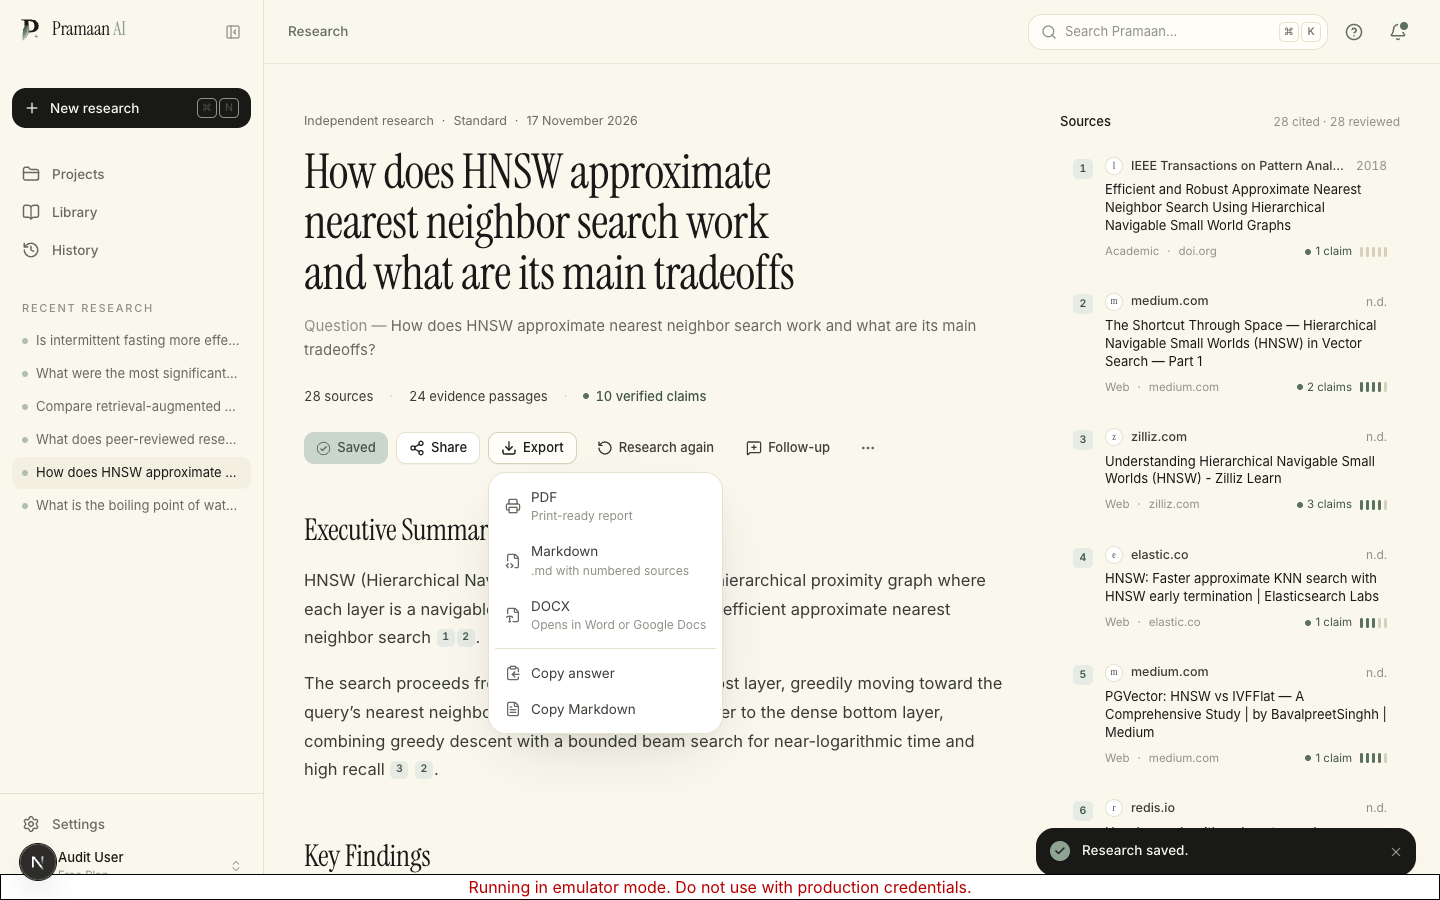 Pramaan AI
Research
Search Pramaan...
⌘ K
New research
⌘ N
Projects
Library
History
RECENT RESEARCH
Is intermittent fasting more effe...
What were the most significant...
Compare retrieval-augmented ...
What does peer-reviewed rese...
How does HNSW approximate ...
What is the boiling point of wat...
Settings
N
Audit User
Free Plan
Independent research · Standard · 17 November 2026
How does HNSW approximate
nearest neighbor search work
and what are its main tradeoffs
Question — How does HNSW approximate nearest neighbor search work and what are its main
tradeoffs?
28 sources · 24 evidence passages · 10 verified claims
Saved
Share
Export
Research again
Follow-up
PDF
Print-ready report
Markdown
.md with numbered sources
DOCX
Opens in Word or Google Docs
Copy answer
Copy Markdown
Executive Summar
HNSW (Hierarchical Nav ierarchical proximity graph where
each layer is a navigable efficient approximate nearest
neighbor search 1 2 .
The search proceeds fr st layer, greedily moving toward the
query's nearest neighbo er to the dense bottom layer,
combining greedy descent with a bounded beam search for near-logarithmic time and
high recall 3 2 .
Key Findings
Sources 28 cited · 28 reviewed
1 I IEEE Transactions on Pattern Anal... 2018
Efficient and Robust Approximate Nearest
Neighbor Search Using Hierarchical
Navigable Small World Graphs
Academic · doi.org 1 claim
2 m medium.com n.d.
The Shortcut Through Space — Hierarchical
Navigable Small Worlds (HNSW) in Vector
Search — Part 1
Web · medium.com 2 claims
3 z zilliz.com n.d.
Understanding Hierarchical Navigable Small
Worlds (HNSW) - Zilliz Learn
Web · zilliz.com 3 claims
4 e elastic.co n.d.
HNSW: Faster approximate KNN search with
HNSW early termination | Elasticsearch Labs
Web · elastic.co 1 claim
5 m medium.com n.d.
PGVector: HNSW vs IVFFlat — A
Comprehensive Study | by BavalpreetSinghh |
Medium
Web · medium.com 1 claim
6 r redis.io n.d.
Research saved.
Running in emulator mode. Do not use with production credentials.